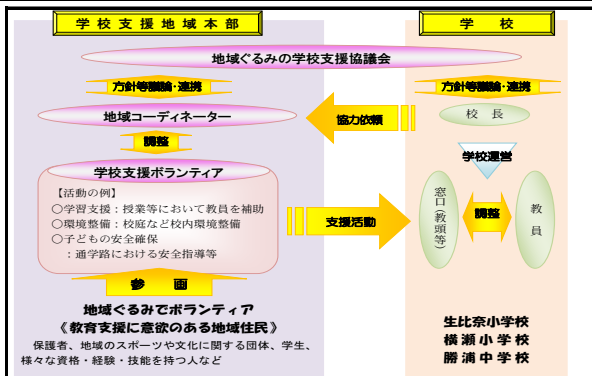 学校支援地域本部
学　校
地域ぐるみの学校支援協議会
方針等議論・連携
方針等議論・連携
地域コーディネーター
協力依頼
校　長
調整
学校運営
学校支援ボランティア
【活動の例】
○学習支援：授業等において教員を補助
○環境整備：校庭など校内環境整備
○子どもの安全確保
：通学路における安全指導等
支援活動
窓口（教頭等）
調整
教員
参　画
地域ぐるみでボランティア
《教育支援に意欲のある地域住民》
保護者、地域のスポーツや文化に関する団体、学生、
様々な資格・経験・技能を持つ人など
生比奈小学校
横瀬小学校
勝浦中学校